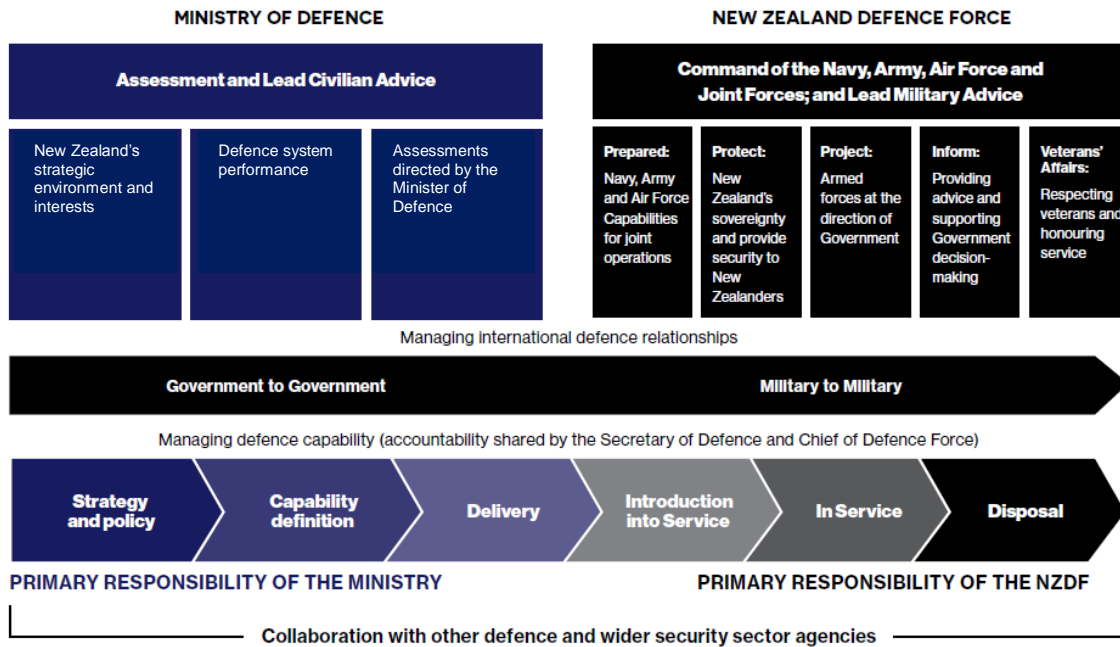 MINISTRY OF DEFENCE
Assessment and Lead Civilian Advice
New Zealand's
strategic
environment and
interests
Defence system
performance
Assessments
directed by the
Minister of
Defence
NEW ZEALAND DEFENCE FORCE
Command of the Navy, Army, Air Force and
Joint Forces; and Lead Military Advice
Prepared:
Navy, Army
and Air Force
Capabilities
for joint
operations
Protect:
New
Zealand's
sovereignty
and provide
security to
New
Zealanders
Project:
Armed
forces at the
direction of
Government
Inform:
Providing
advice and
supporting
Government
decision-
making
Veterans'
Affairs:
Respecting
veterans and
honouring
service
Managing international defence relationships
Government to Government
Military to Military
Managing defence capability (accountability shared by the Secretary of Defence and Chief of Defence Force)
Strategy
and policy
Capability
definition
Delivery
Introduction
into Service
In Service
Disposal
PRIMARY RESPONSIBILITY OF THE MINISTRY
PRIMARY RESPONSIBILITY OF THE NZDF
Collaboration with other defence and wider security sector agencies